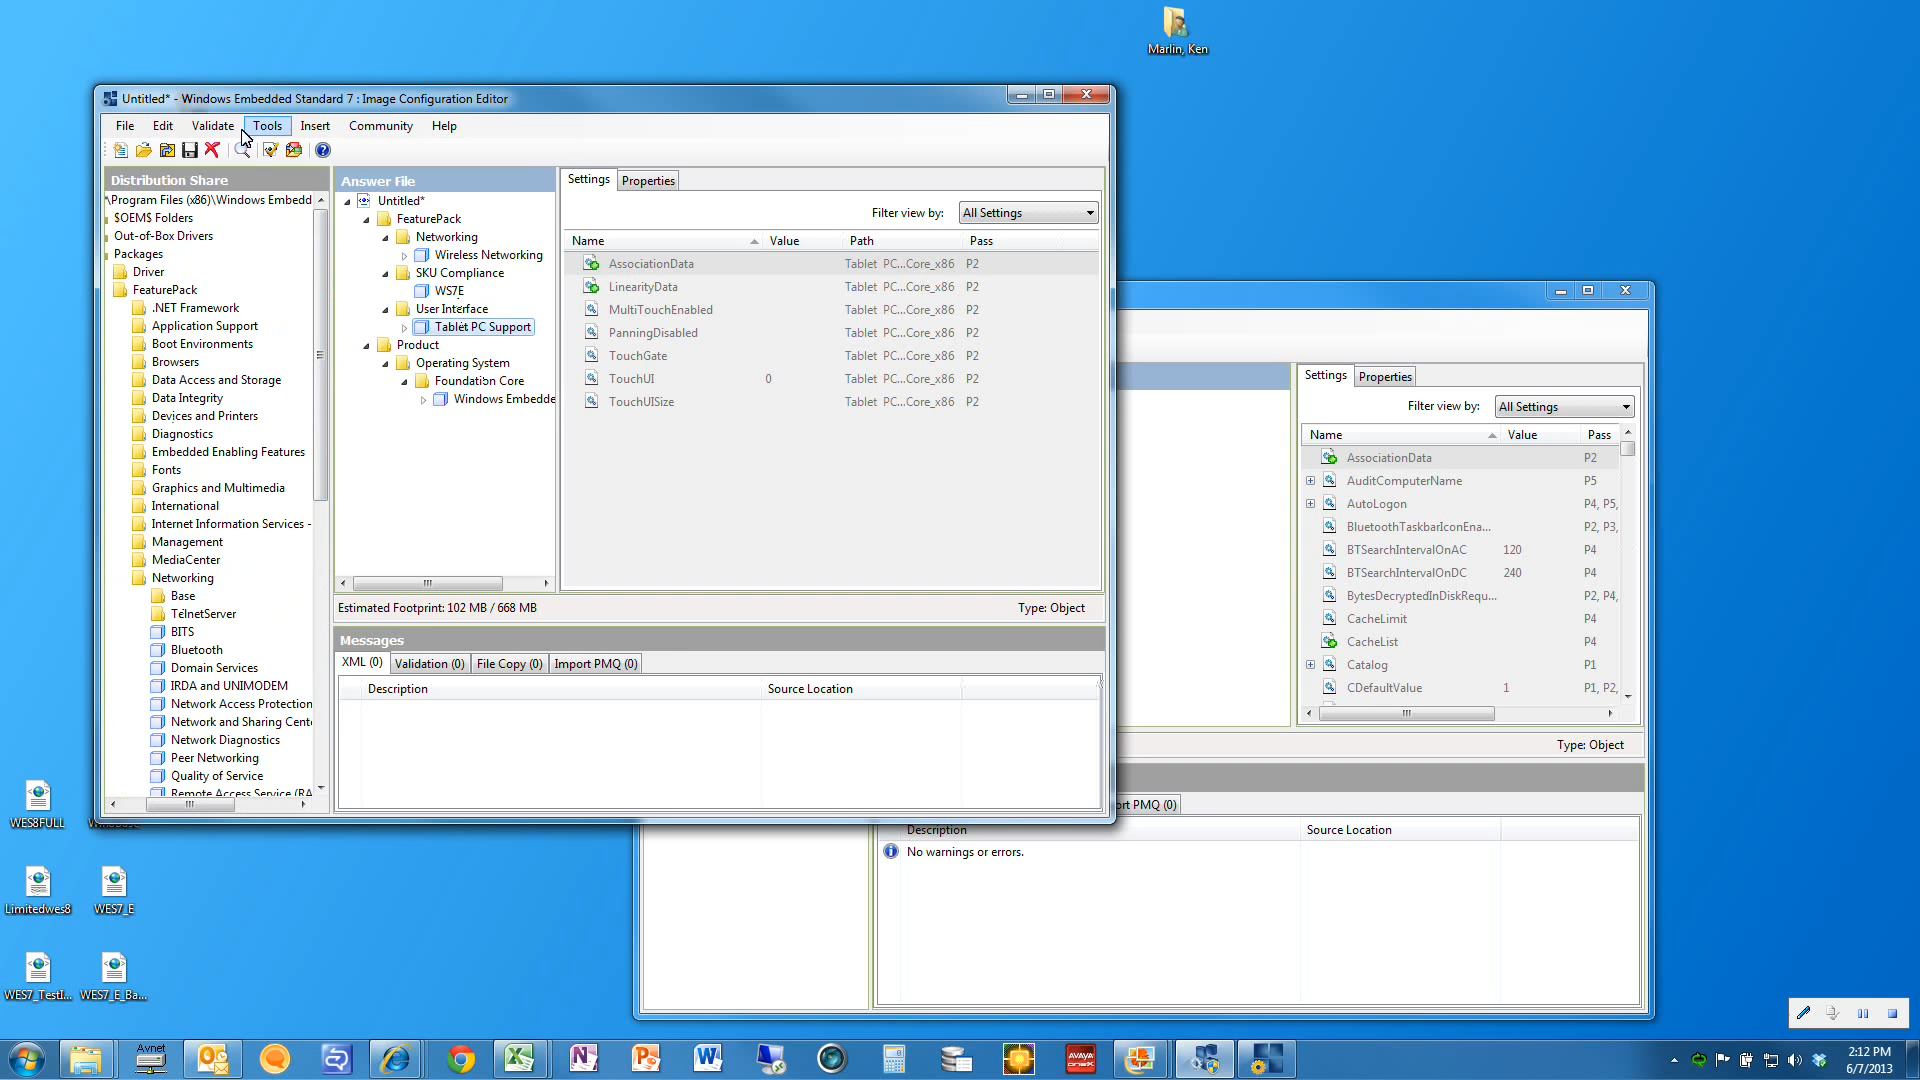 Marlin, Ken
Untitled* - Windows Embedded Standard 7 : Image Configuration Editor
File Edit Validate Tools Insert Community Help
Distribution Share
\Program Files (x86)\Windows Embedd
$OEM$ Folders
Out-of-Box Drivers
Packages
Driver
FeaturePack
.NET Framework
Application Support
Boot Environments
Browsers
Data Access and Storage
Data Integrity
Devices and Printers
Diagnostics
Embedded Enabling Features
Fonts
Graphics and Multimedia
International
Internet Information Services -
Management
MediaCenter
Networking
Base
TelnetServer
BITS
Bluetooth
Domain Services
IRDA and UNIMODEM
Network Access Protection
Network and Sharing Cent
Network Diagnostics
Peer Networking
Quality of Service
Remote Access Service (RA
Answer File
Untitled*
FeaturePack
Networking
Wireless Networking
SKU Compliance
WS7E
User Interface
Tablet PC Support
Product
Operating System
Foundation Core
Windows Embedde
Settings Properties
Filter view by: All Settings
Name Value Path Pass
AssociationData Tablet PC...Core_x86 P2
LinearityData Tablet PC...Core_x86 P2
MultiTouchEnabled Tablet PC...Core_x86 P2
PanningDisabled Tablet PC...Core_x86 P2
TouchGate Tablet PC...Core_x86 P2
TouchUI 0 Tablet PC...Core_x86 P2
TouchUISize Tablet PC...Core_x86 P2
Estimated Footprint: 102 MB / 668 MB Type: Object
Messages
XML (0) Validation (0) File Copy (0) Import PMQ (0)
Description Source Location
Settings Properties
Filter view by: All Settings
Name Value Pass
AssociationData P2
AuditComputerName P5
AutoLogon P4, P5,
BluetoothTaskbarIconEna... P2, P3,
BTSearchIntervalOnAC 120 P4
BTSearchIntervalOnDC 240 P4
BytesDecryptedInDiskRequ... P2, P4,
CacheLimit P4
CacheList P4
Catalog P1
CDefaultValue 1 P1, P2,
Type: Object
ort PMQ (0)
Description Source Location
No warnings or errors.
WES8FULL
Limitedwes8 WES7_E
WES7_TestI... WES7_E_Ba...
Avnet
AVAYA
2:12 PM
6/7/2013